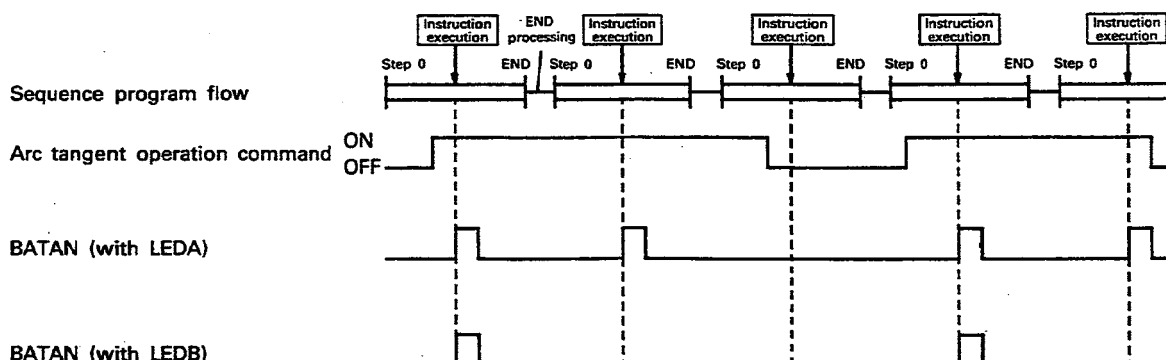 Instruction execution
END processing
Instruction execution
Instruction execution
Instruction execution
Instruction execution
Step 0 END Step 0 END Step 0 END Step 0 END Step 0
Sequence program flow
Arc tangent operation command ON
OFF
BATAN (with LEDA)
BATAN (with LEDB)